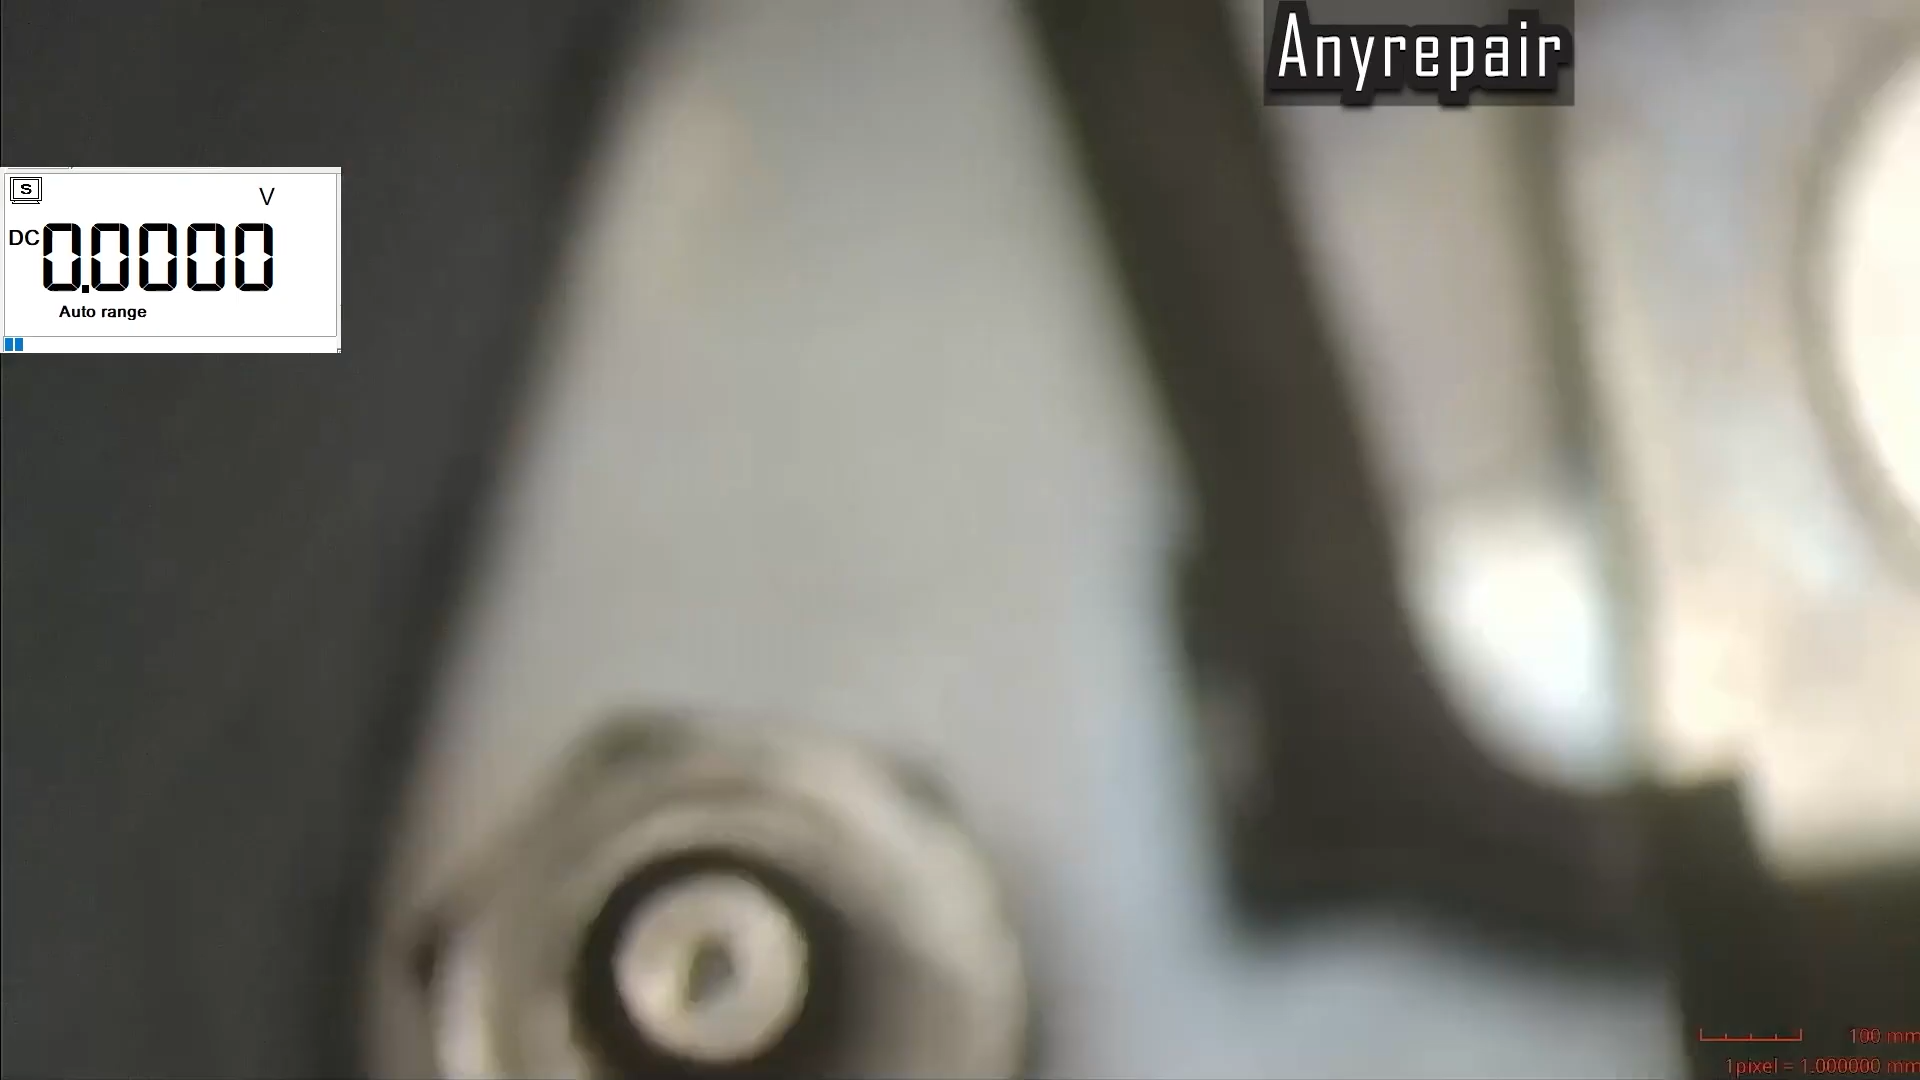 Anyrepair
S
V
DC 0.0000
Auto range
100 mm
1pixel = 1.000000 mm